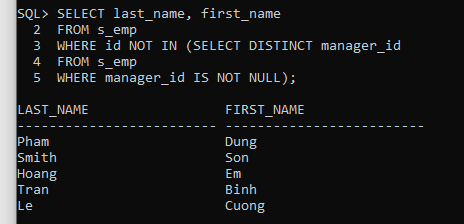 SQL> SELECT last_name, first_name
2 FROM s_emp
3 WHERE id NOT IN (SELECT DISTINCT manager_id
4 FROM s_emp
5 WHERE manager_id IS NOT NULL);
LAST_NAME FIRST_NAME
------------------------- -------------------------
Pham Dung
Smith Son
Hoang Em
Tran Binh
Le Cuong